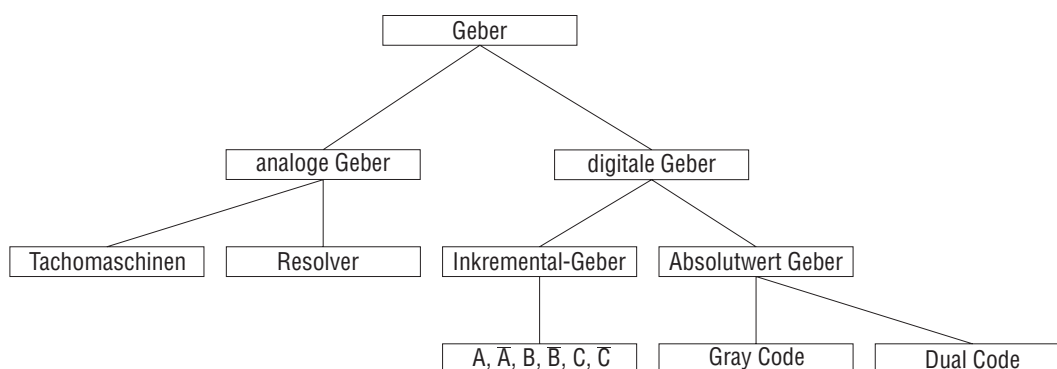 Geber
analoge Geber
digitale Geber
Tachomaschinen
Resolver
Inkremental-Geber
Absolutwert Geber
A, A̅, B, B̅, C, C̅
Gray Code
Dual Code